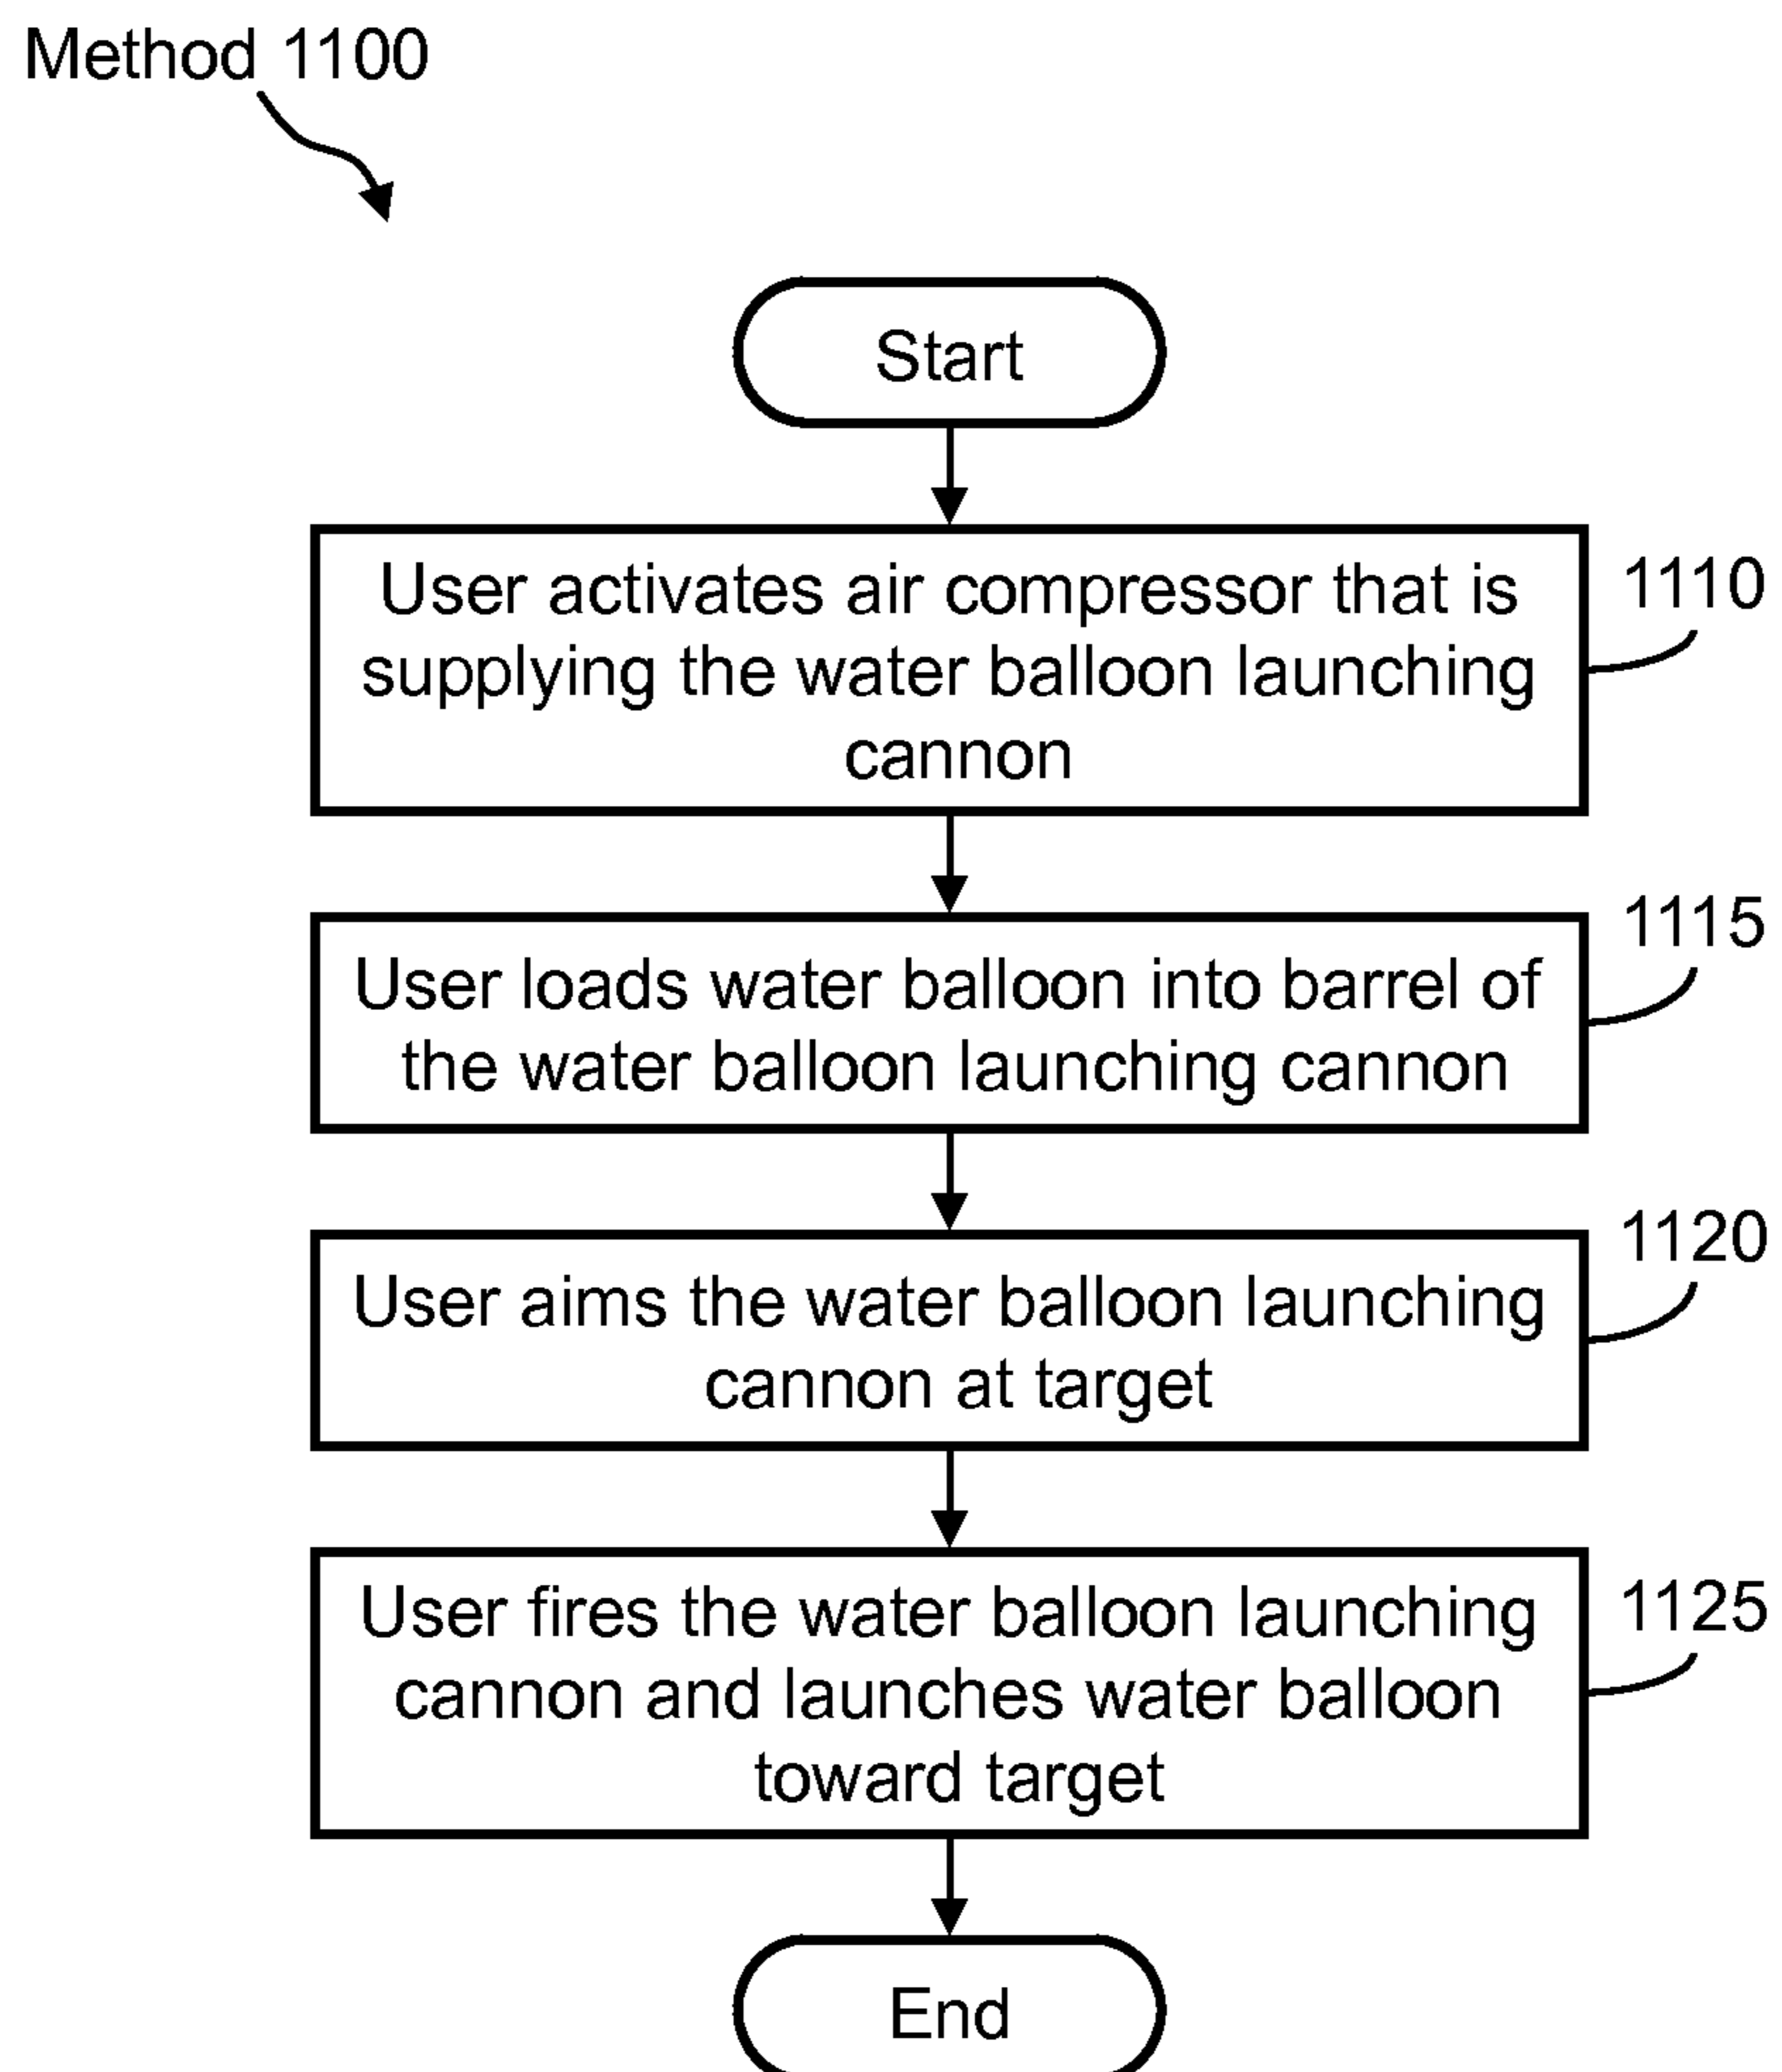 Method 1100
Start
User activates air compressor that is
supplying the water balloon launching
cannon
1110
User loads water balloon into barrel of
the water balloon launching cannon
1115
User aims the water balloon launching
cannon at target
1120
User fires the water balloon launching
cannon and launches water balloon
toward target
1125
End